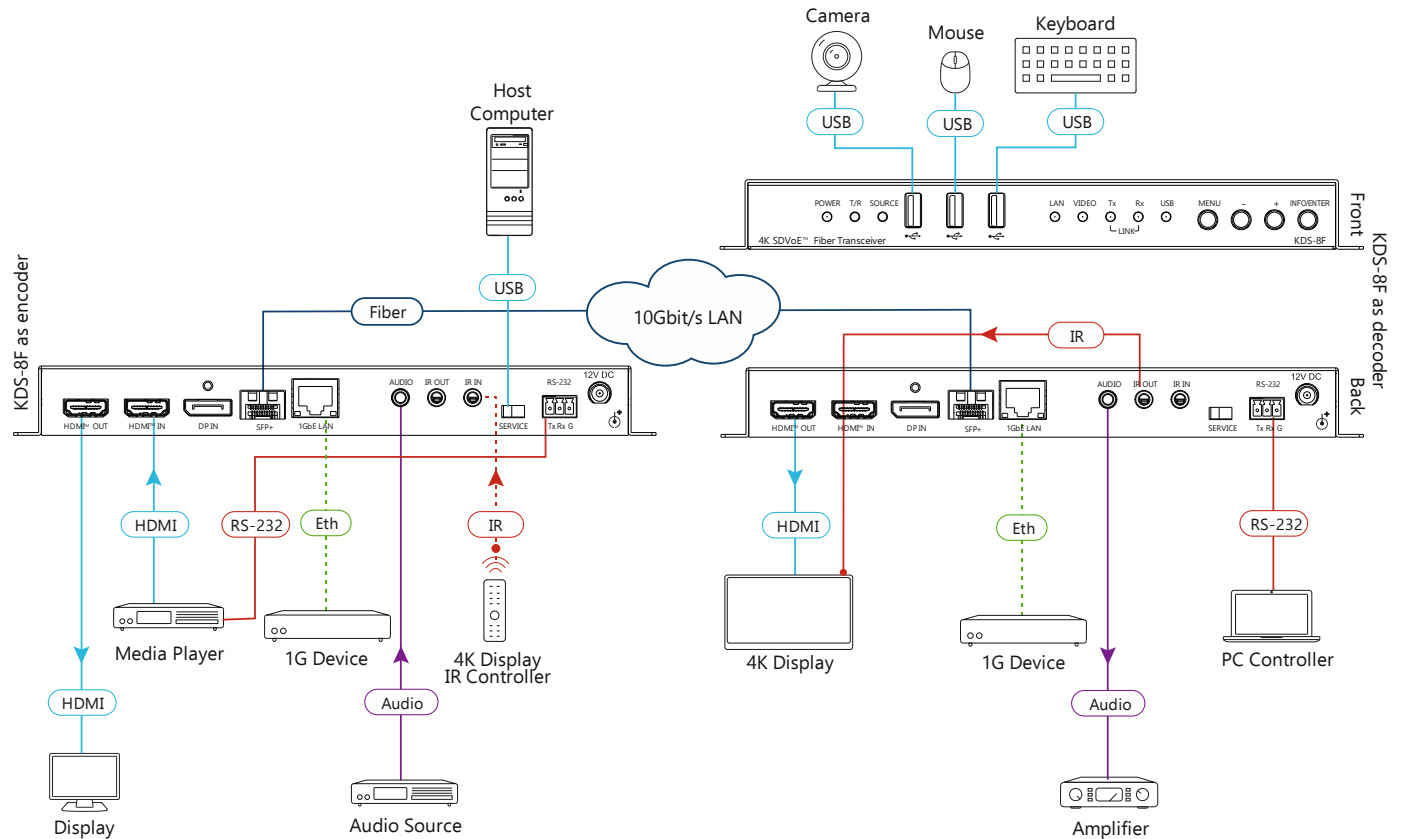 Camera
Mouse
Keyboard
USB
USB
USB
Host
Computer
USB
POWER T/R SOURCE
LAN VIDEO Tx Rx USB
LINK
MENU - + INFO/ENTER
4K SDVoE™ Fiber Transceiver
KDS-8F
Front
KDS-8F as decoder
Back
KDS-8F as encoder
Fiber
10Gbit/s LAN
IR
AUDIO IR OUT IR IN
RS-232
12V DC
HDMI™ OUT HDMI™ IN DP IN SFP+ 1GbE LAN
SERVICE
Tx Rx G
AUDIO IR OUT IR IN
RS-232
12V DC
HDMI™ OUT HDMI™ IN DP IN SFP+ 1GbE LAN
SERVICE
Tx Rx G
HDMI
RS-232
Eth
IR
HDMI
Eth
RS-232
Media Player
1G Device
4K Display
IR Controller
4K Display
1G Device
PC Controller
HDMI
Audio
Audio
Display
Audio Source
Amplifier